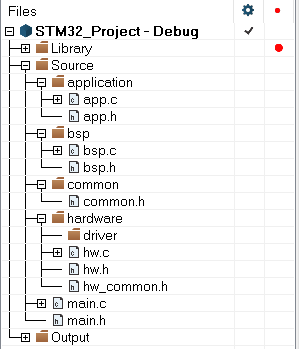 Files
STM32_Project - Debug
Library
Source
application
app.c
app.h
bsp
bsp.c
bsp.h
common
common.h
hardware
driver
hw.c
hw.h
hw_common.h
main.c
main.h
Output